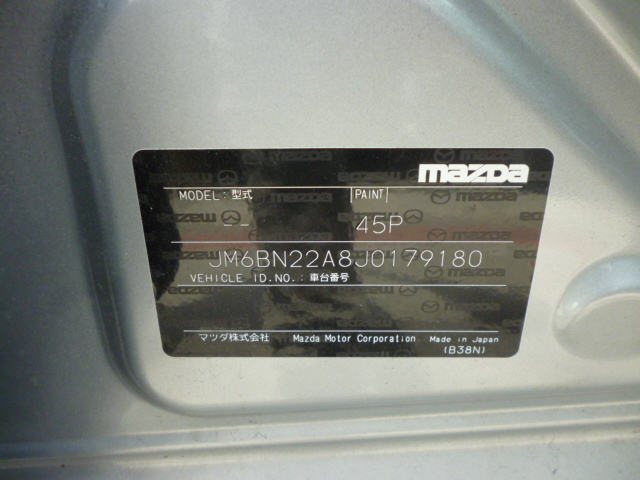 mazda
MODEL:型式 PAINT
-- 45P
JM6BN22A8J0179180
VEHICLE ID.NO.:車台番号
マツダ株式会社 Mazda Motor Corporation Made in Japan
(B38N)